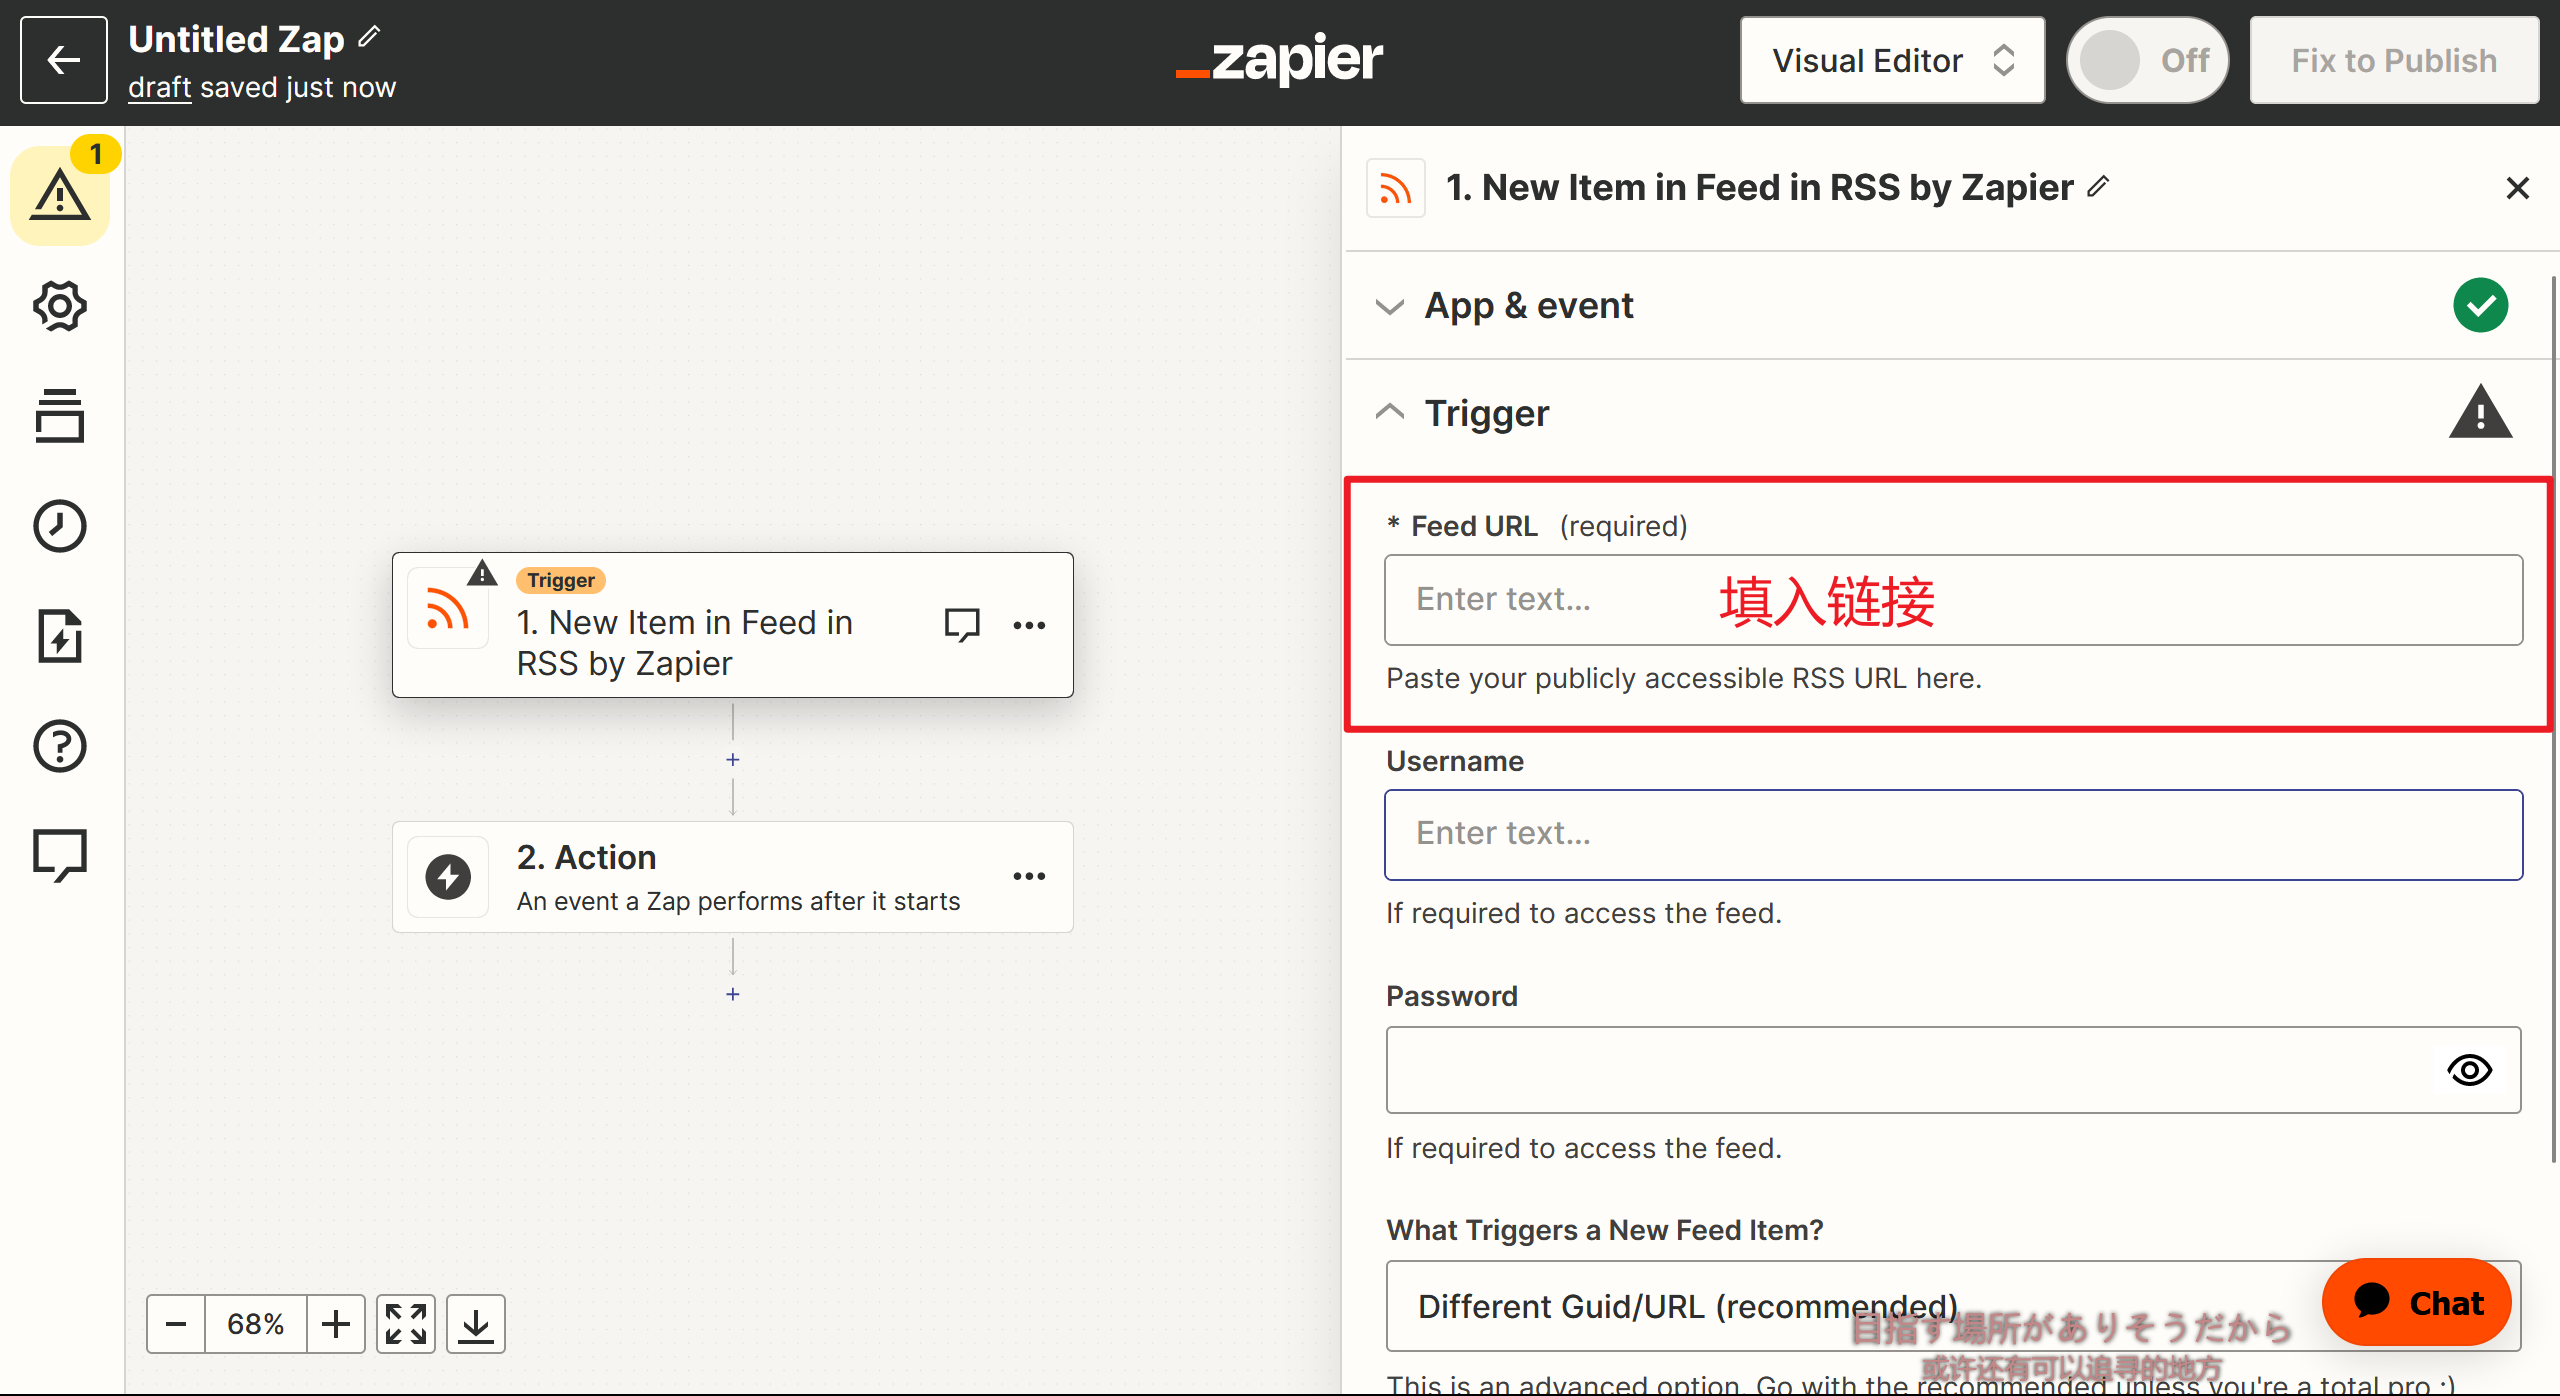 Untitled Zap
draft saved just now
zapier
Visual Editor
Off
Fix to Publish
1
1. New Item in Feed in RSS by Zapier
App & event
Trigger
* Feed URL (required)
Enter text...
填入链接
Paste your publicly accessible RSS URL here.
Username
Enter text...
If required to access the feed.
Password
If required to access the feed.
What Triggers a New Feed Item?
Different Guid/URL (recommended)
This is an advanced option. Go with the recommended unless you're a total pro :)
Chat
目指す場所がありそうだから
或许还有可以追寻的地方
Trigger
1. New Item in Feed in
RSS by Zapier
2. Action
An event a Zap performs after it starts
68%